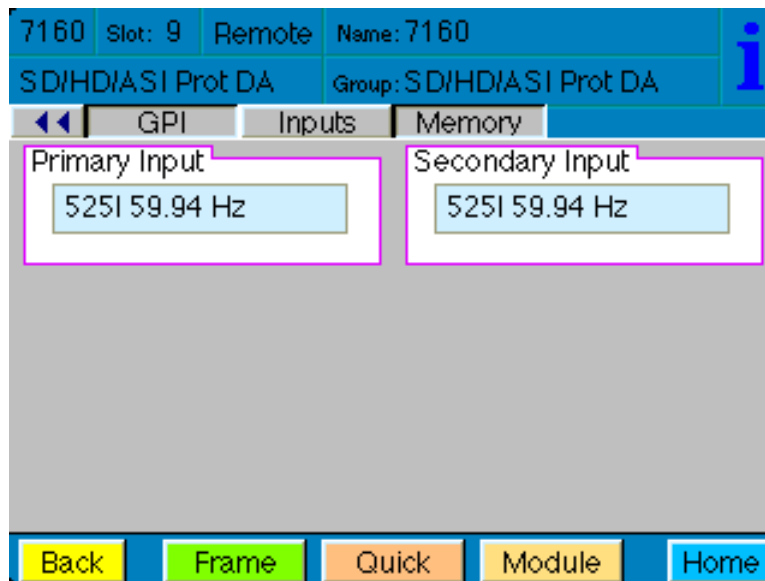 7160 Slot: 9 Remote Name: 7160
SD/HD/ASI Prot DA Group: SD/HD/ASI Prot DA
i
GPI Inputs Memory
Primary Input Secondary Input
525I 59.94 Hz 525I 59.94 Hz
Back Frame Quick Module Home